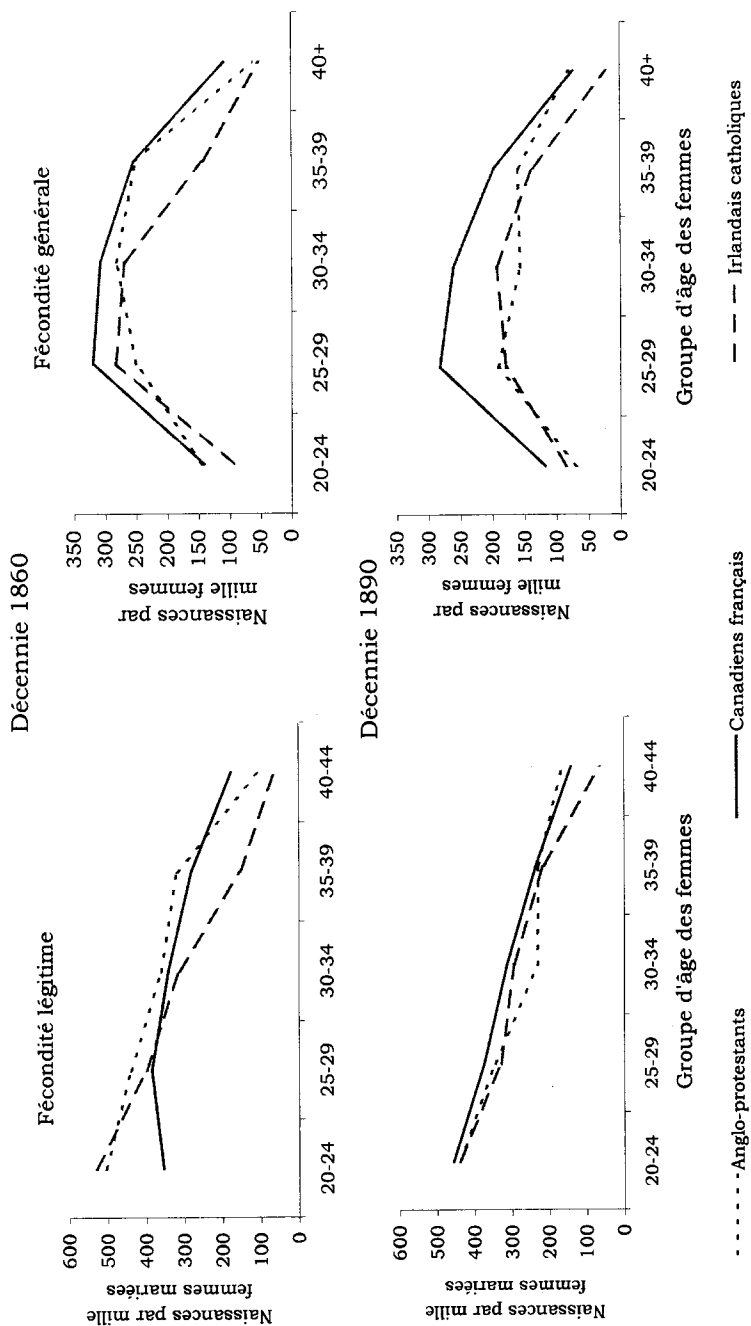 Décennie 1860
Fécondité légitime
Naissances par mille
femmes mariées
600
500
400
300
200
100
0
20-24
25-29
30-34
35-39
40-44
Fécondité générale
Naissances par
mille femmes
350
300
250
200
150
100
50
0
20-24
25-29
30-34
35-39
40+
Décennie 1890
Naissances par mille
femmes mariées
600
500
400
300
200
100
0
20-24
25-29
30-34
35-39
40-44
Groupe d'âge des femmes
Naissances par
mille femmes
350
300
250
200
150
100
50
0
20-24
25-29
30-34
35-39
40+
Groupe d'âge des femmes
Anglo-protestants
Canadiens français
Irlandais catholiques